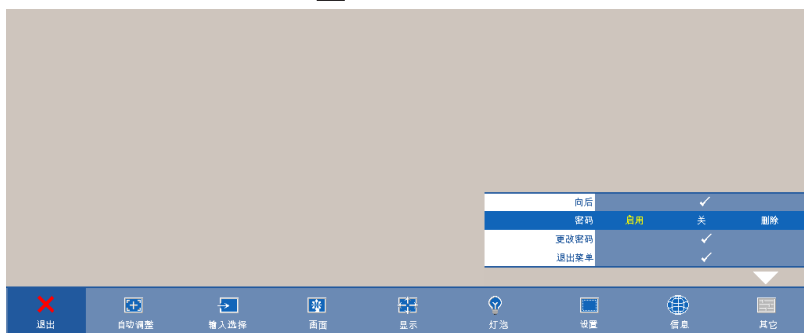 向后
密码 启用 关 删除
更改密码
退出菜单
退出 自动调整 输入选择 画面 显示 灯泡 设置 信息 其它